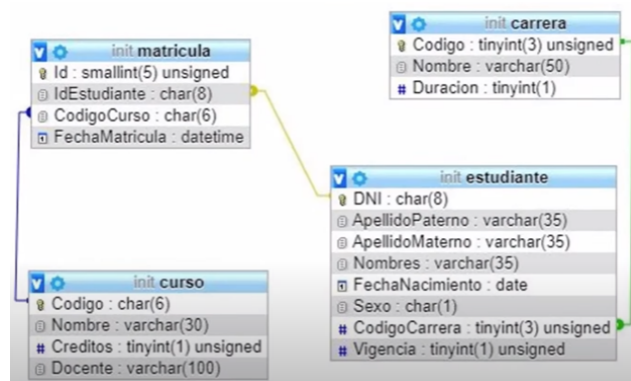 init matricula
Id : smallint(5) unsigned
IdEstudiante : char(8)
CodigoCurso : char(6)
FechaMatricula : datetime
init carrera
Codigo : tinyint(3) unsigned
Nombre : varchar(50)
# Duracion : tinyint(1)
init estudiante
DNI : char(8)
ApellidoPaterno : varchar(35)
ApellidoMaterno : varchar(35)
Nombres : varchar(35)
FechaNacimiento : date
Sexo : char(1)
# CodigoCarrera : tinyint(3) unsigned
# Vigencia : tinyint(1) unsigned
init curso
Codigo : char(6)
Nombre : varchar(30)
# Creditos : tinyint(1) unsigned
Docente : varchar(100)